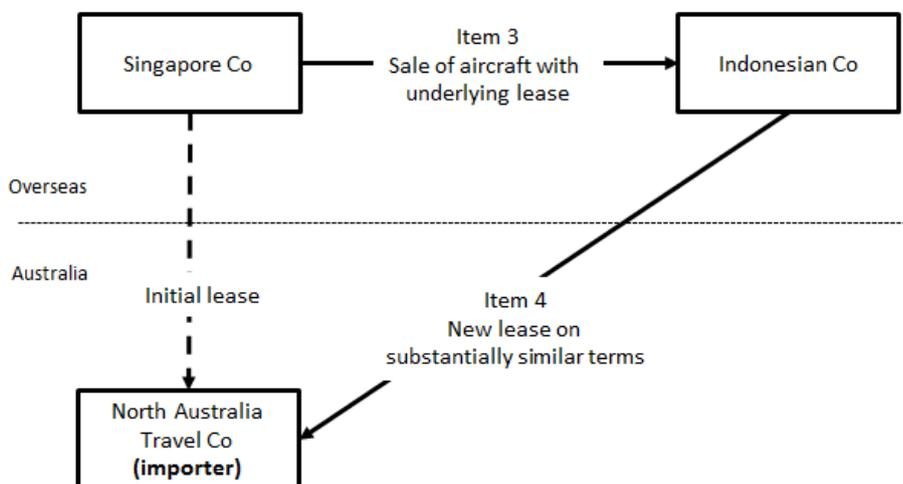 Singapore Co
Item 3
Sale of aircraft with
underlying lease
Indonesian Co
Overseas
Australia
Initial lease
Item 4
New lease on
substantially similar terms
North Australia
Travel Co
(importer)